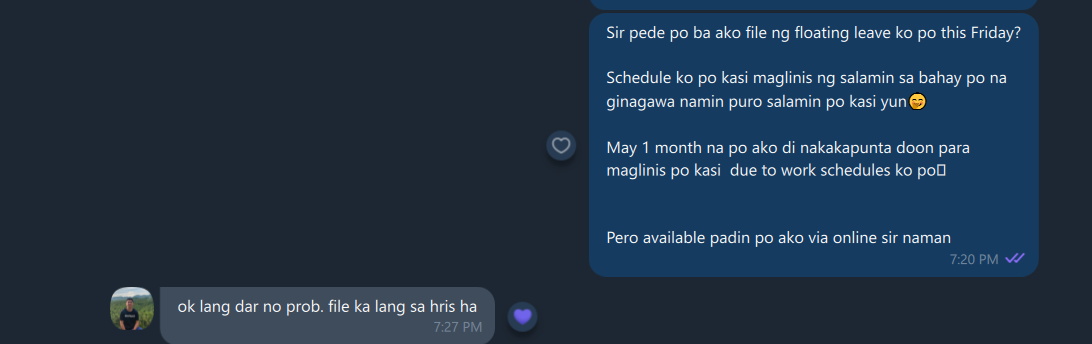 Sir pede po ba ako file ng floating leave ko po this Friday?
Schedule ko po kasi maglinis ng salamin sa bahay po na
ginagawa namin puro salamin po kasi yun😁
May 1 month na po ako di nakakapunta doon para
maglinis po kasi  due to work schedules ko po▯
Pero available padin po ako via online sir naman
7:20 PM
ok lang dar no prob. file ka lang sa hris ha
7:27 PM